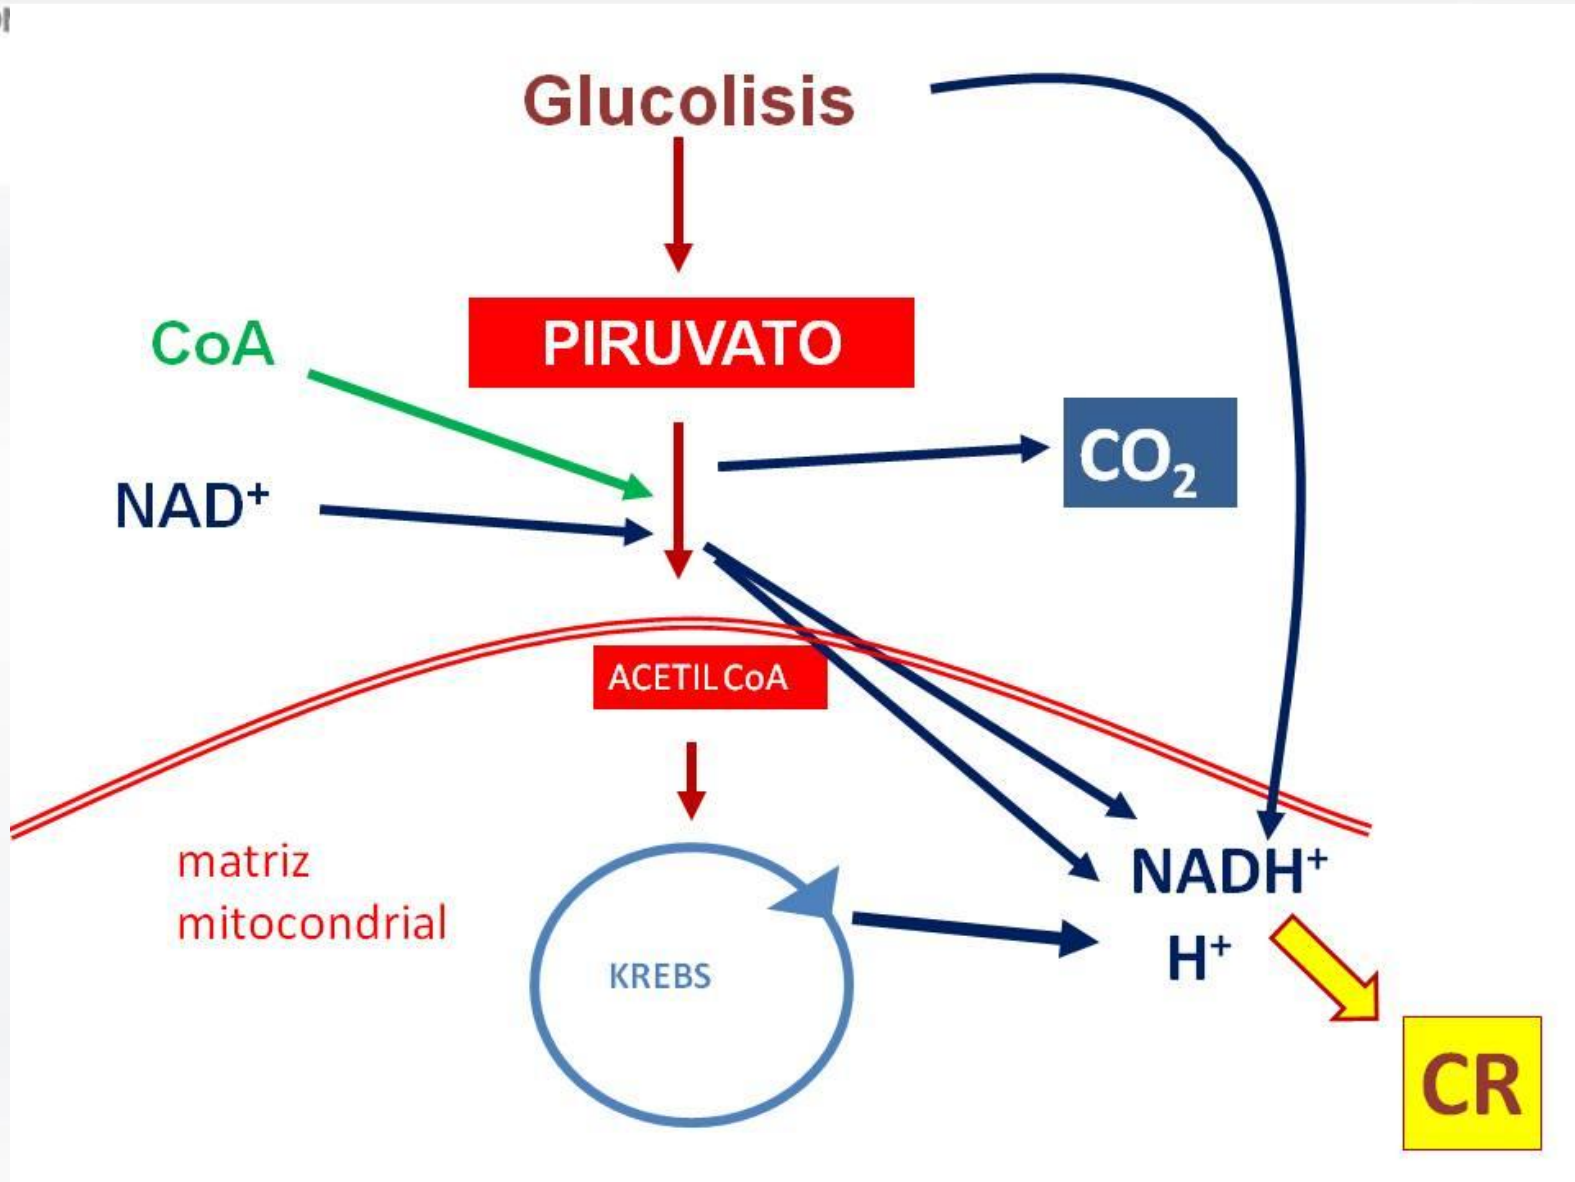 Glucolisis
PIRUVATO
CoA
CO₂
NAD⁺
ACETIL CoA
matriz
mitocondrial
KREBS
NADH⁺
H⁺
CR